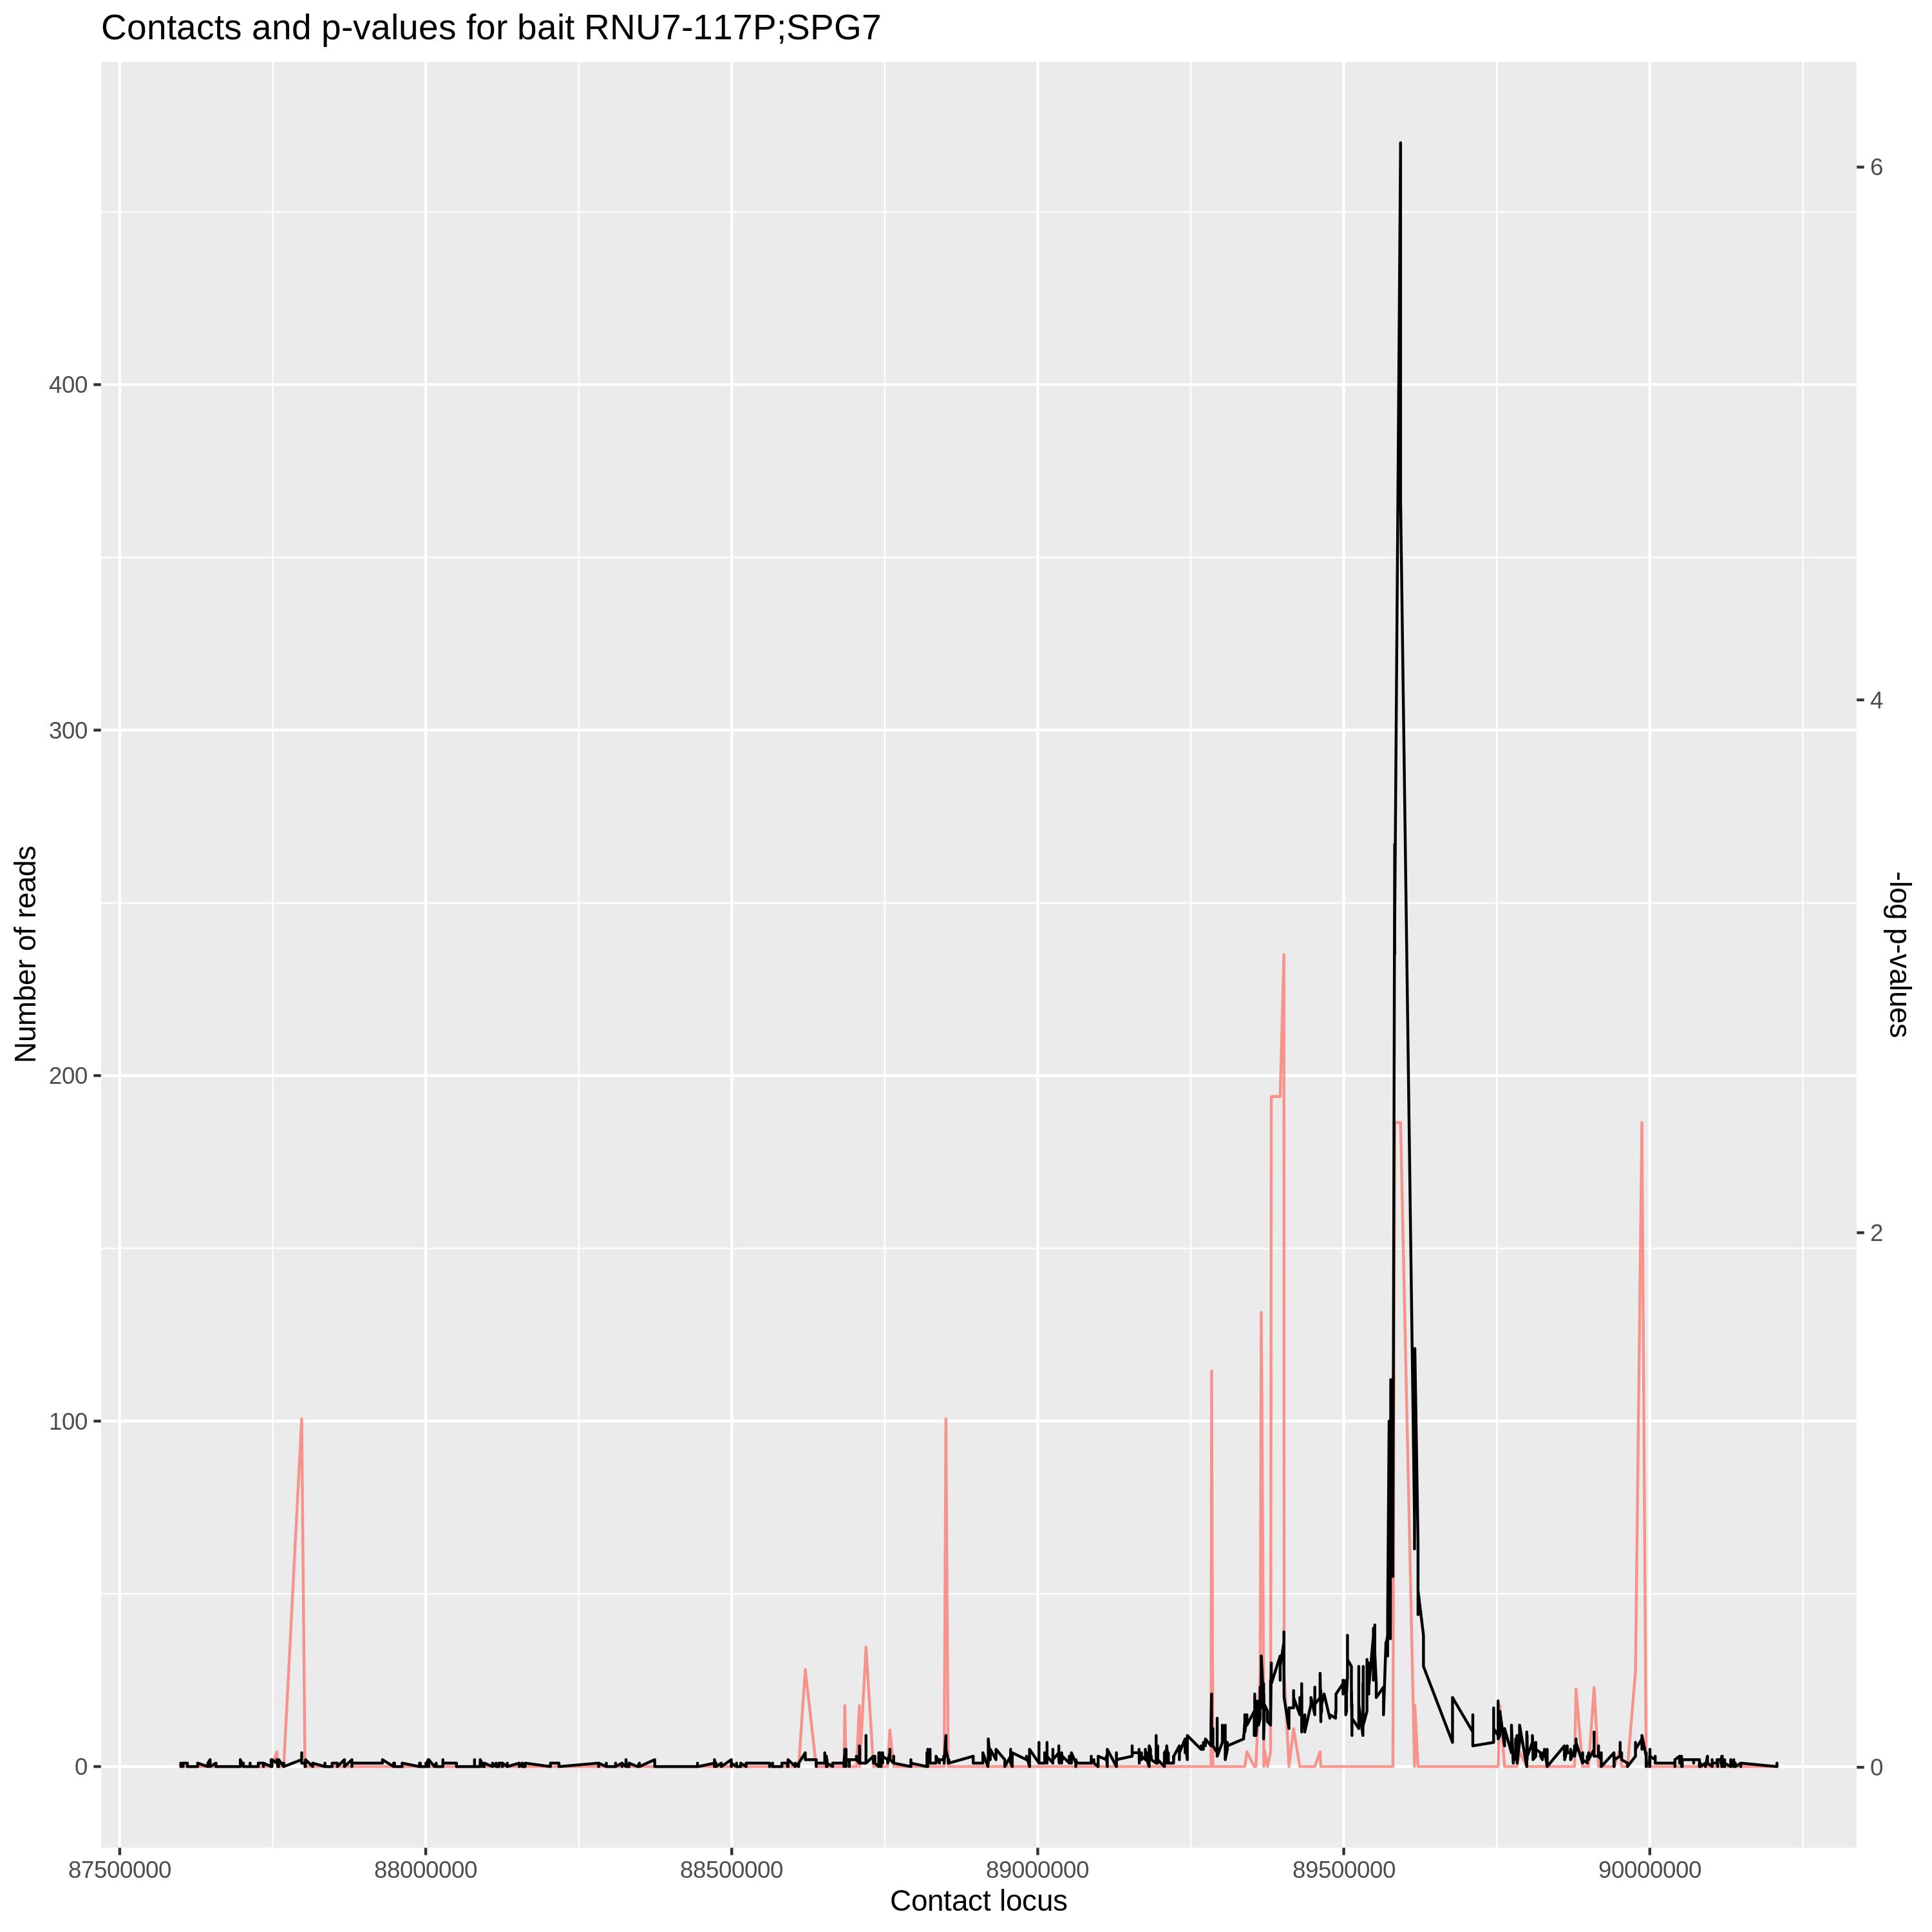 Contacts and p-values for bait RNU7-117P;SPG7
Number of reads
400
300
200
100
0
6
4
2
0
-log p-values
87500000 88000000 88500000 89000000 89500000 90000000
Contact locus